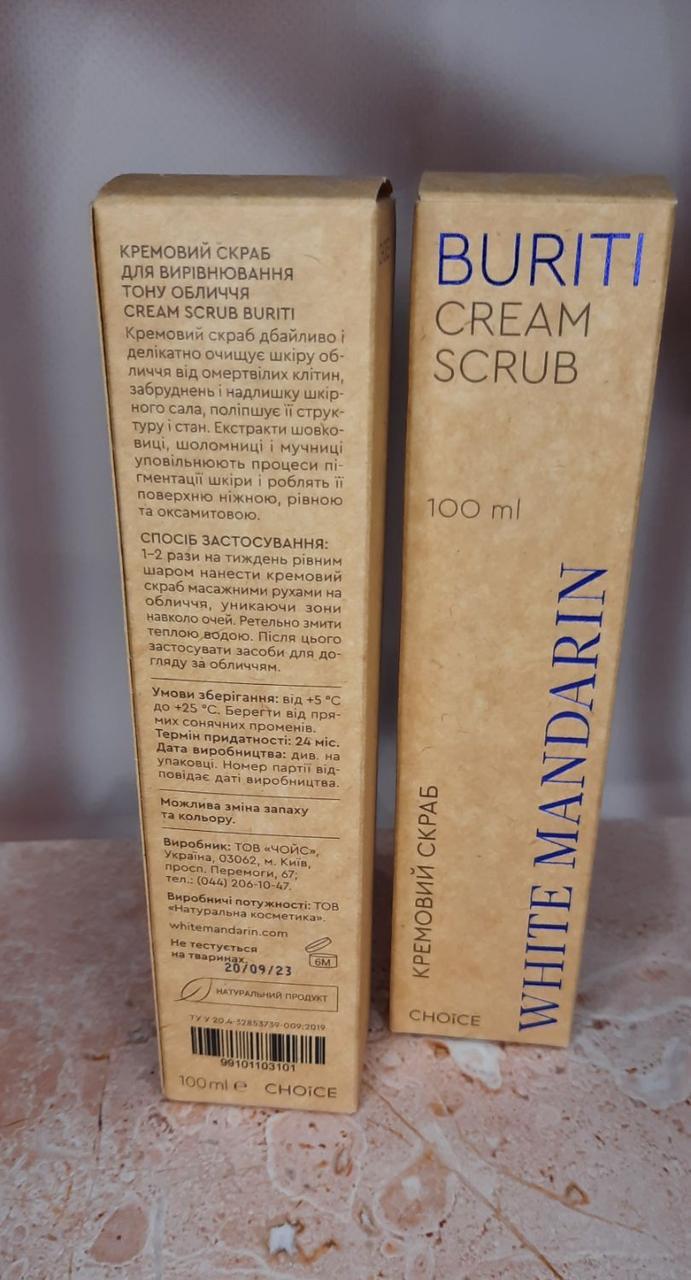 КРЕМОВИЙ СКРАБ
ДЛЯ ВИРІВНЮВАННЯ
ТОНУ ОБЛИЧЧЯ
CREAM SCRUB BURITI
Кремовий скраб дбайливо і
делікатно очищує шкіру об-
личчя від омертвілих клітин,
забруднень і надлишку шкір-
ного сала, поліпшує її струк-
туру і стан. Екстракти шовко-
виці, шоломниці і мучниці
уповільнюють процеси пі-
гментації шкіри і роблять її
поверхню ніжною, рівною
та оксамитовою.
СПОСІБ ЗАСТОСУВАННЯ:
1-2 рази на тиждень рівним
шаром нанести кремовий
скраб масажними рухами на
обличчя, уникаючи зони
навколо очей. Ретельно змити
теплою водою. Після цього
застосувати засоби для до-
гляду за обличчям.
Умови зберігання: від +5 °C
до +25 °C. Берегти від пря-
мих сонячних променів.
Термін придатності: 24 міс.
Дата виробництва: див. на
упаковці. Номер партії від-
повідає даті виробництва.
Можлива зміна запаху
та кольору.
Виробник: ТОВ «ЧОЙС»,
Україна, 03062, м. Київ,
просп. Перемоги, 67;
тел.: (044) 206-10-47.
Виробничі потужності: ТОВ
«Натуральна косметика».
whitemandarin.com
Не тестується
на тваринах.
6M
20/09/23
НАТУРАЛЬНИЙ ПРОДУКТ
ТУ У 20.4-32853739-009:2019
99101103101
100 ml e CHOICE
BURITI
CREAM
SCRUB
100 ml
КРЕМОВИЙ СКРАБ
WHITE MANDARIN
CHOICE